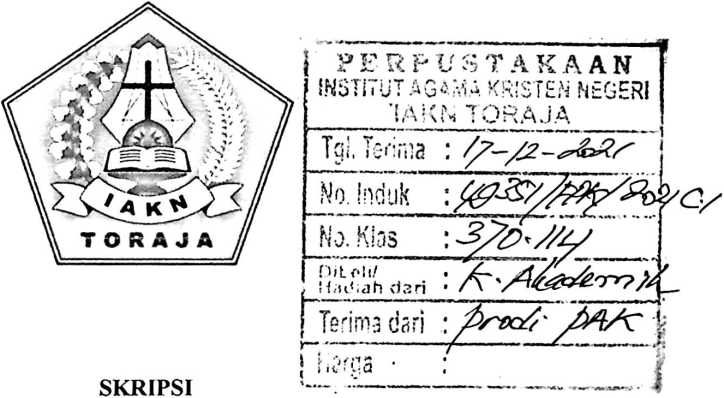 IAKN
TORAJA
PERPUSTAKAAN
INSTITUT AGAMA KRISTEN NEGERI
IAKN TORAJA
Tgl. Terima : 17-12-2021
No. Induk : /PAK/2021 C.1
No. Klas : 370.114
Dibeli/
Hadiah dari : K. Akademik
Terima dari : prodi PAK
Harga :
SKRIPSI